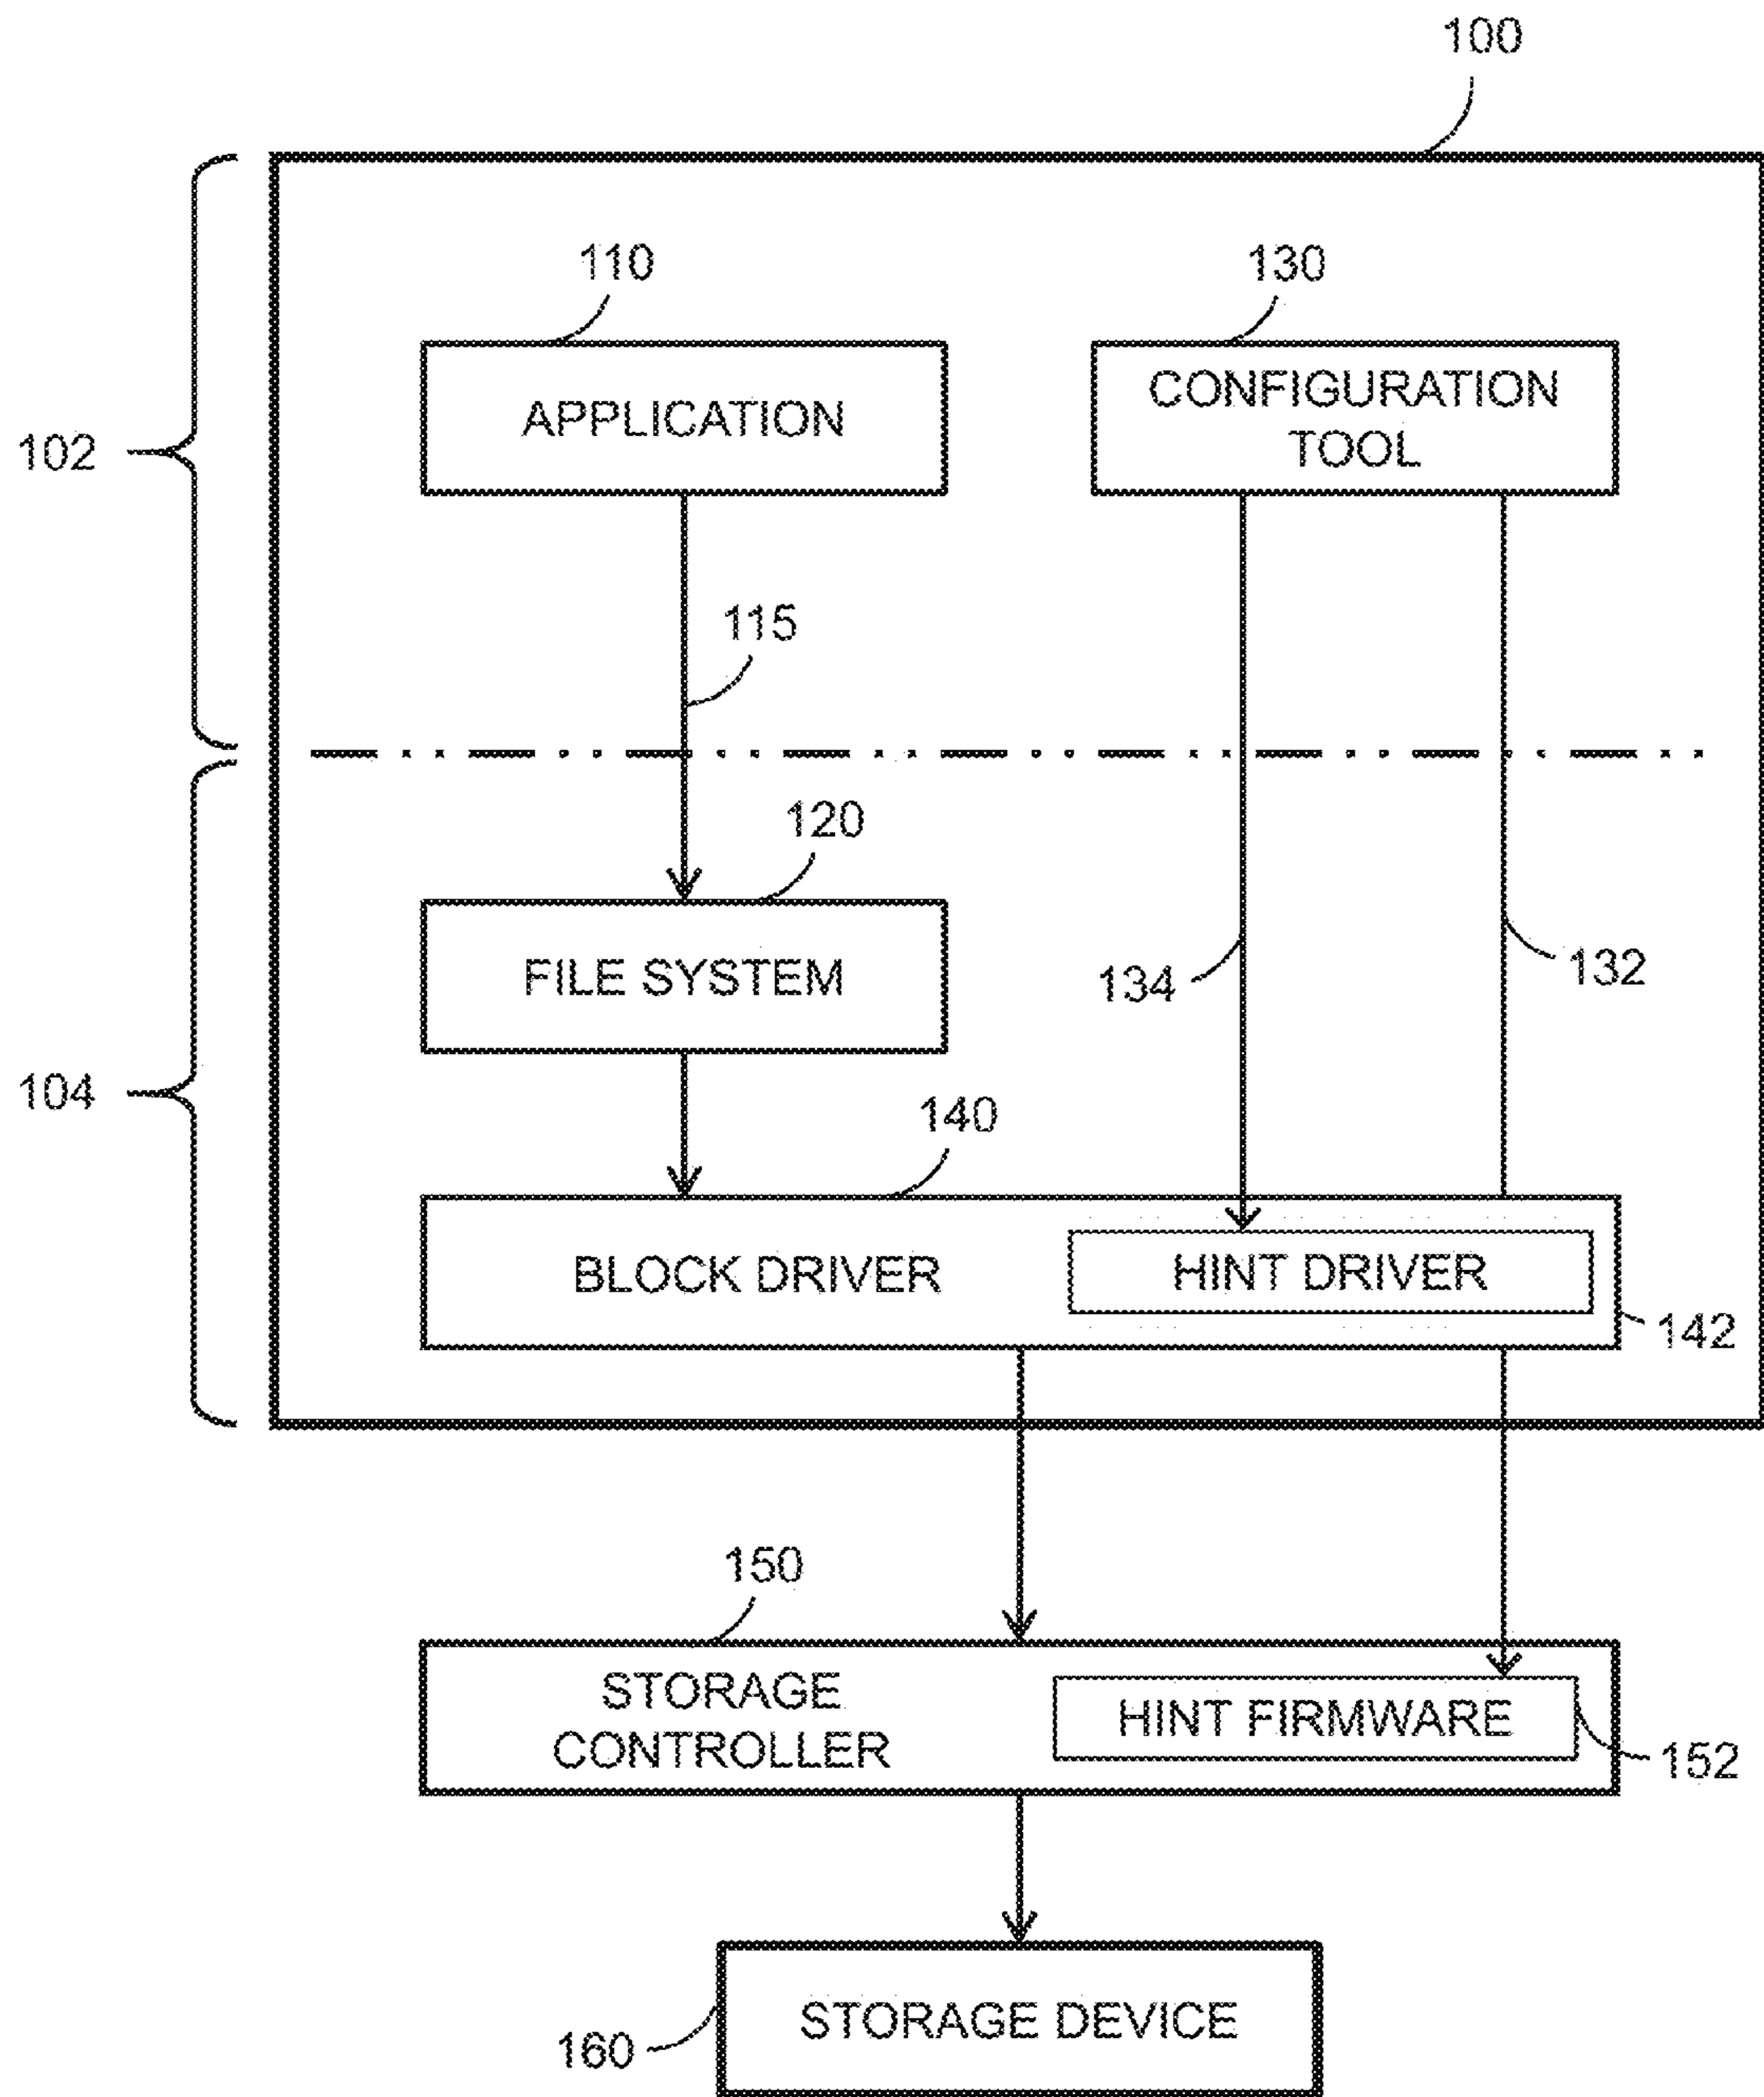 100
110
130
APPLICATION
CONFIGURATION
TOOL
102
115
120
FILE SYSTEM
134
132
104
140
BLOCK DRIVER
HINT DRIVER
142
150
STORAGE
CONTROLLER
HINT FIRMWARE
152
STORAGE DEVICE
160